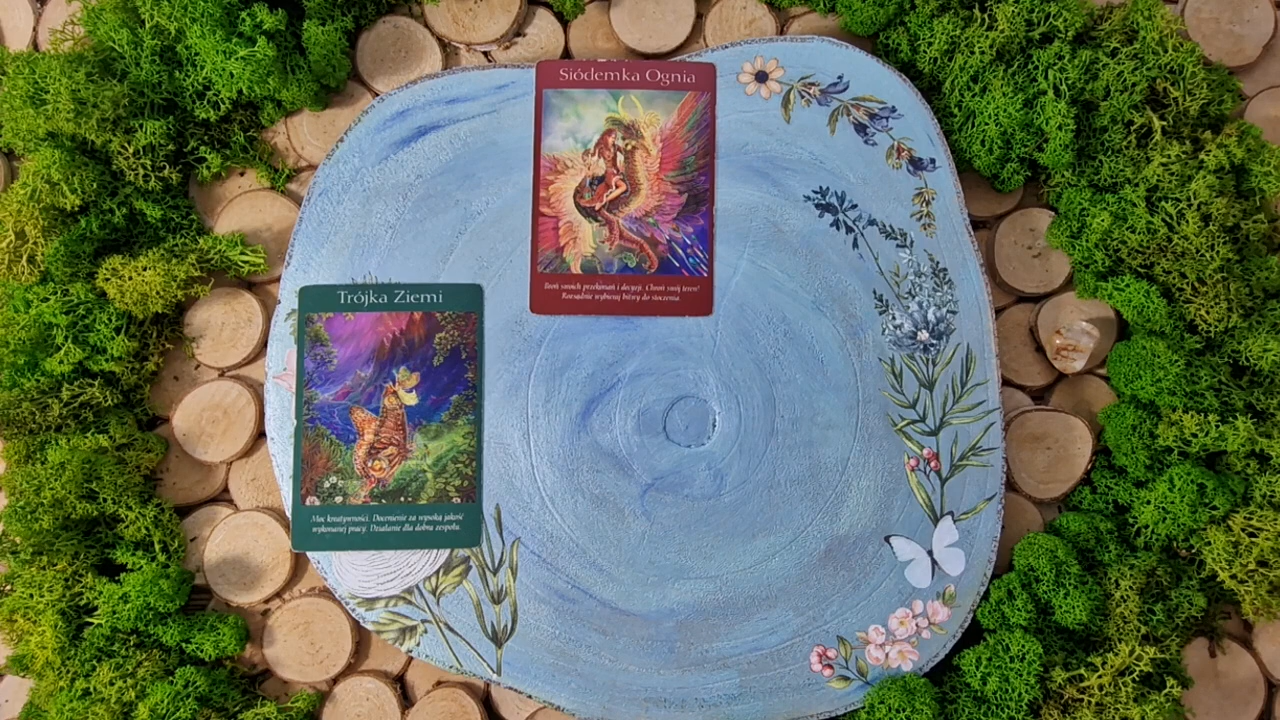 Siódemka Ognia
Broń swoich przekonań i decyzji. Chroń swój teren!
Rozsądnie wybieraj bitwy do stoczenia.
Trójka Ziemi
Moc kreatywności. Docenienie za wysoką jakość
wykonanej pracy. Działanie dla dobra zespołu.